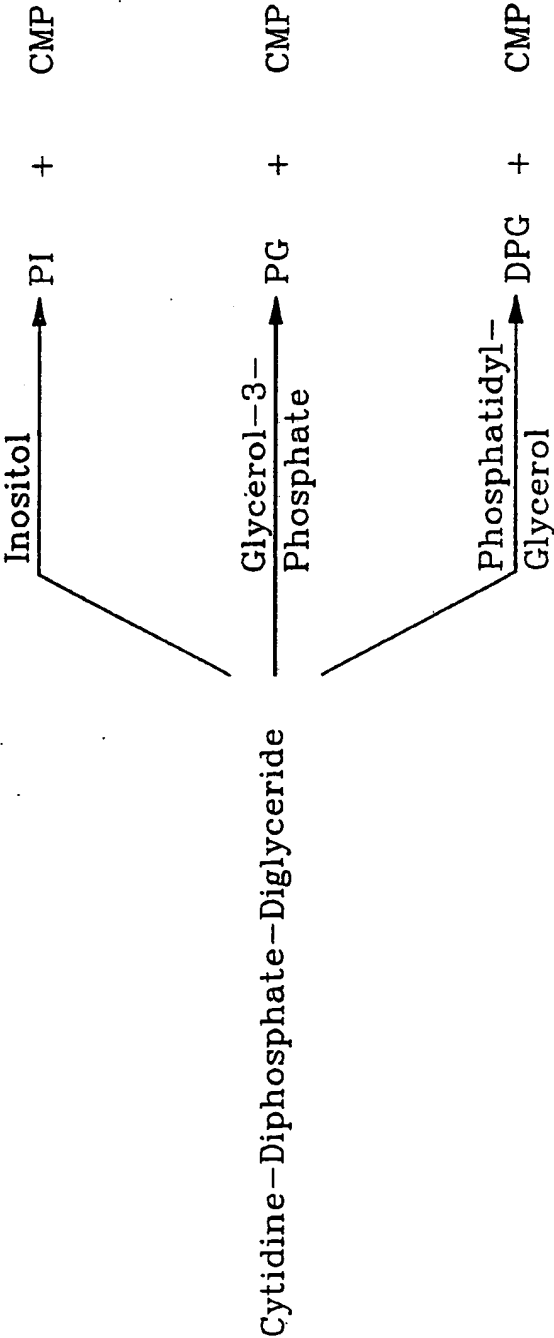 Inositol
PI + CMP
Cytidine-Diphosphate-Diglyceride
Glycerol-3-
Phosphate
PG + CMP
Phosphatidyl-
Glycerol
DPG + CMP